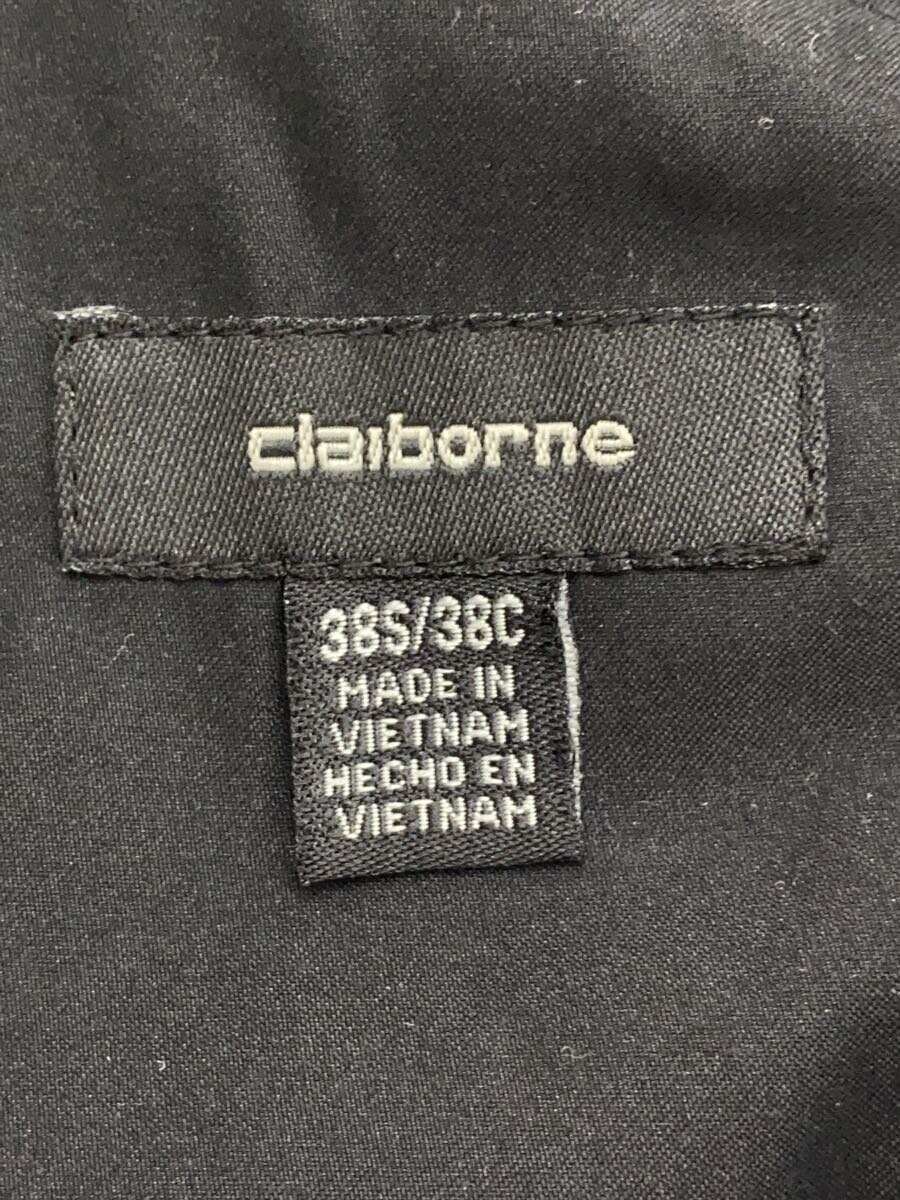 claiborne
38S/38C
MADE IN
VIETNAM
HECHO EN
VIETNAM